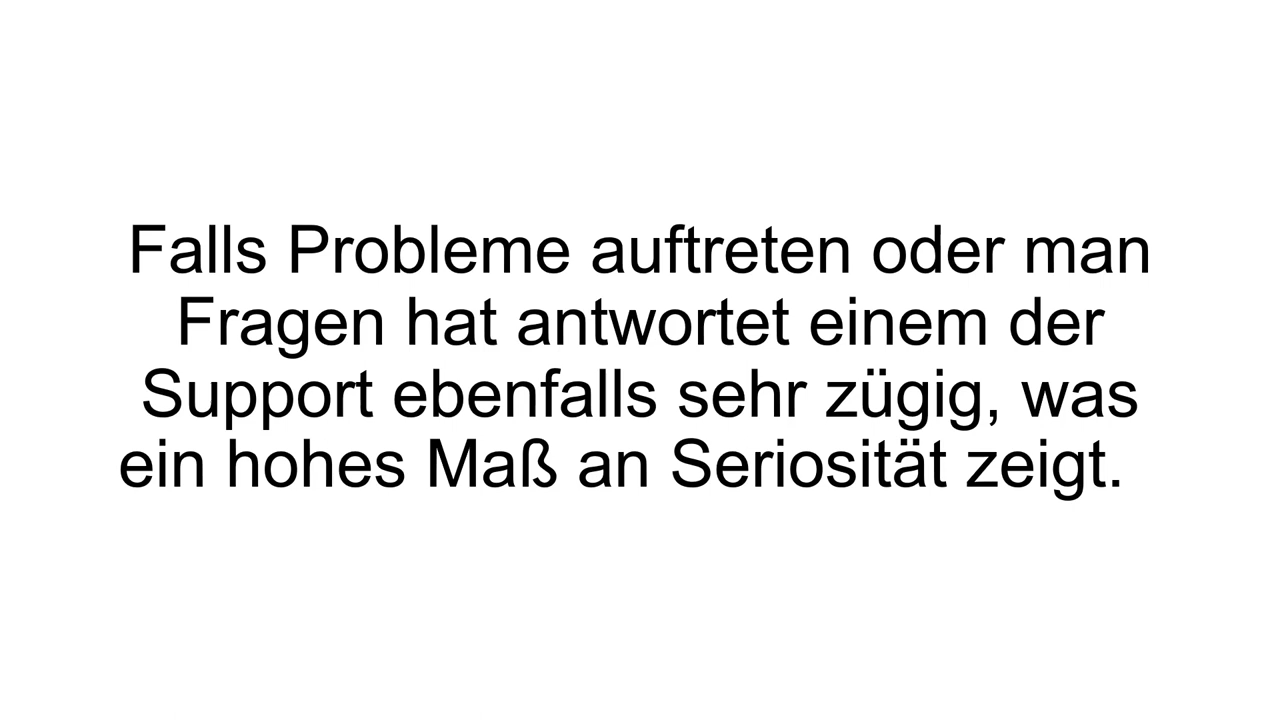 Falls Probleme auftreten oder man
Fragen hat antwortet einem der
Support ebenfalls sehr zügig, was
ein hohes Maß an Seriosität zeigt.